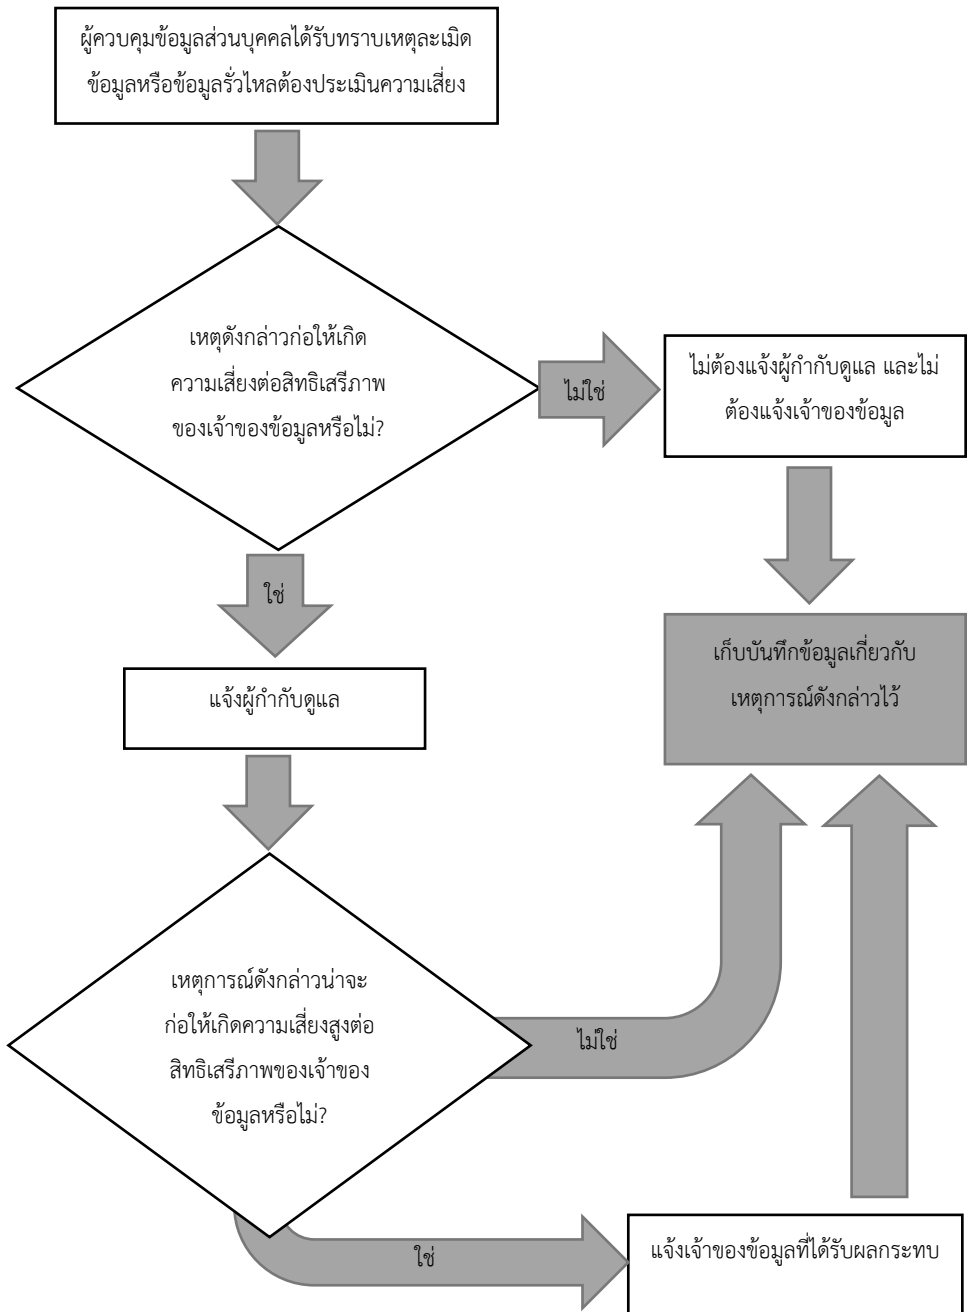 ผู้ควบคุมข้อมูลส่วนบุคคลได้รับทราบเหตุละเมิด
ข้อมูลหรือข้อมูลรั่วไหลต้องประเมินความเสี่ยง
เหตุดังกล่าวก่อให้เกิด
ความเสี่ยงต่อสิทธิเสรีภาพ
ของเจ้าของข้อมูลหรือไม่?
ไม่ใช่
ไม่ต้องแจ้งผู้กำกับดูแล และไม่
ต้องแจ้งเจ้าของข้อมูล
ใช่
แจ้งผู้กำกับดูแล
เก็บบันทึกข้อมูลเกี่ยวกับ
เหตุการณ์ดังกล่าวไว้
เหตุการณ์ดังกล่าวน่าจะ
ก่อให้เกิดความเสี่ยงสูงต่อ
สิทธิเสรีภาพของเจ้าของ
ข้อมูลหรือไม่?
ไม่ใช่
ใช่
แจ้งเจ้าของข้อมูลที่ได้รับผลกระทบ